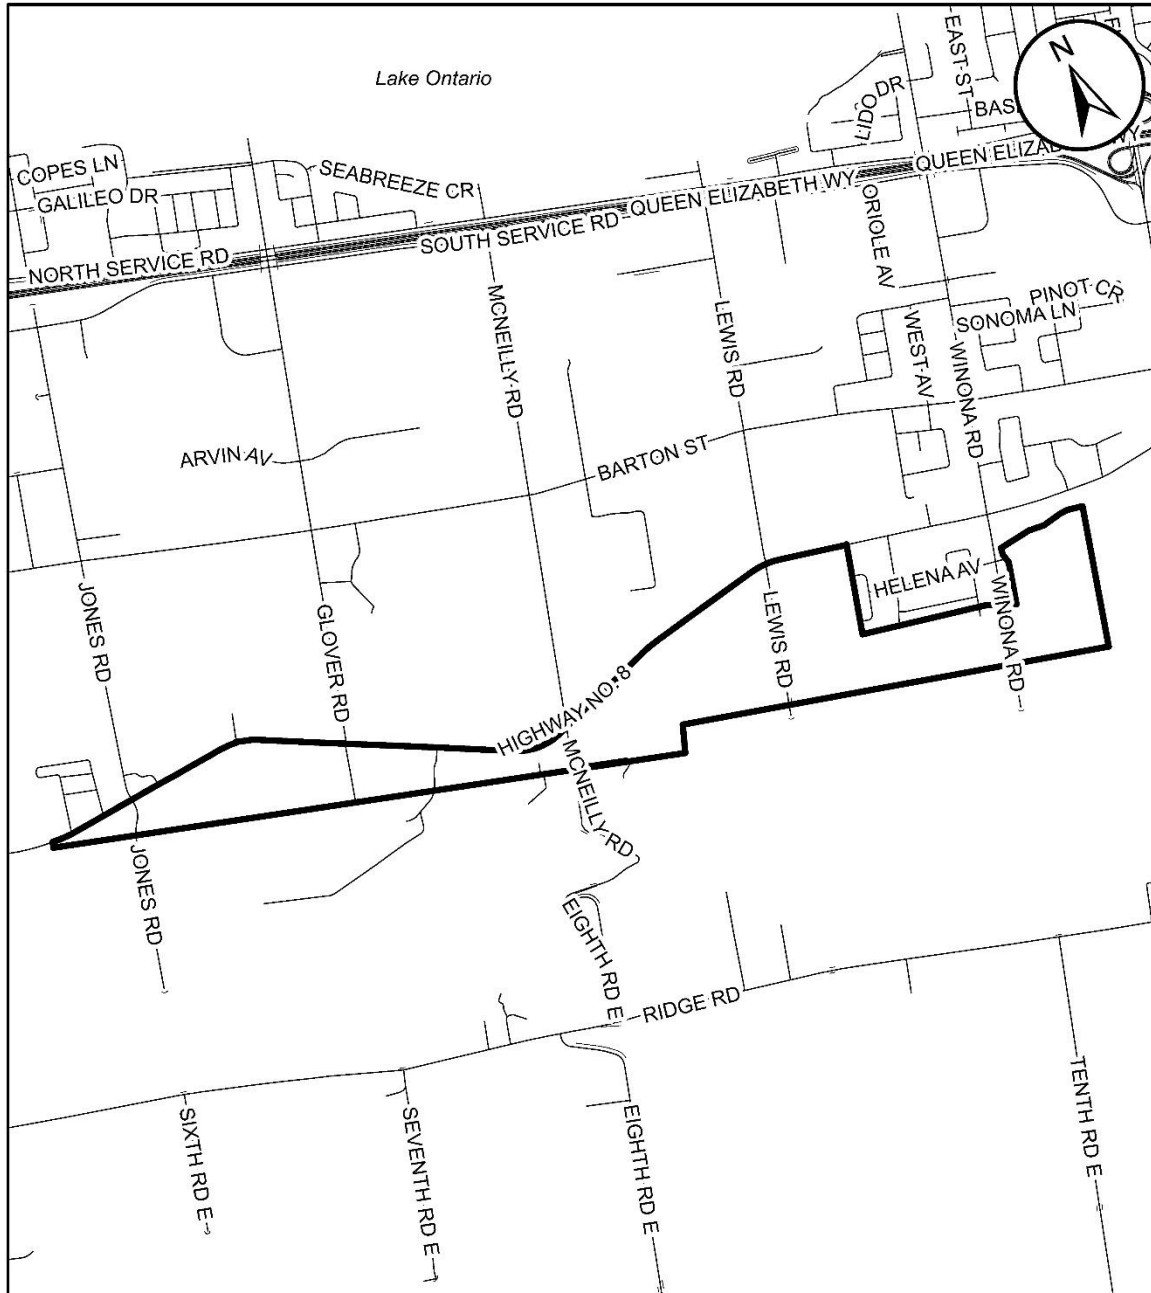 EAST ST
N
Lake Ontario
LIDO DR
BAS
COPES LN
SEABREEZE CR
QUEEN ELIZAB
WY
GALILEO DR
QUEEN ELIZABETH WY
ORIOLE AV
SOUTH SERVICE RD
NORTH SERVICE RD
MCNEILLY RD
LEWIS RD
PINOT CR
SONOMA LN
WEST AV
WINONA RD
ARVIN AV
BARTON ST
JONES RD
GLOVER RD
LEWIS RD
HELENA AV
WINONA RD
HIGHWAY NO. 8
MCNEILLY RD
JONES RD
EIGHTH RD E
RIDGE RD
SIXTH RD E
SEVENTH RD E
EIGHTH RD E
TENTH RD E